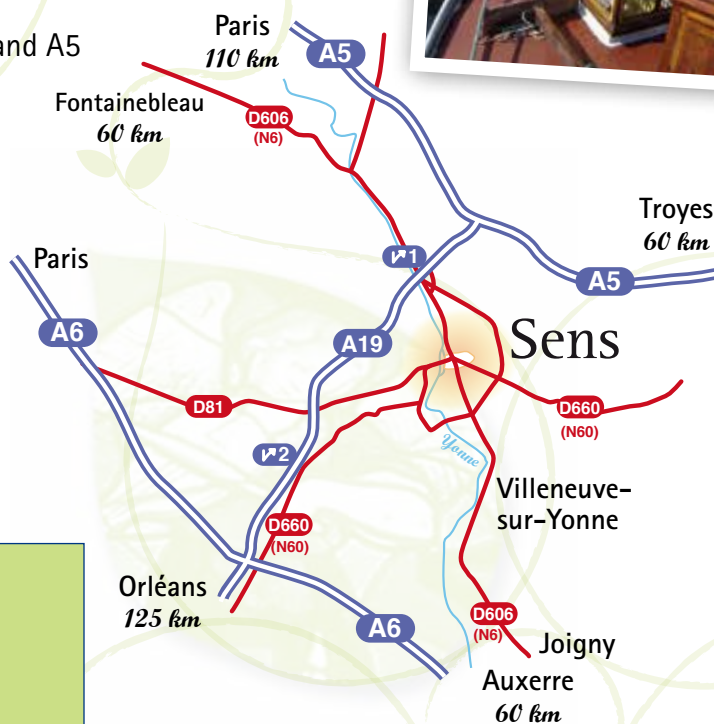 and A5
Paris
110 km
A5
Fontainebleau
60 km
D606
(N6)
Troyes
60 km
Paris
1
A5
A6
A19
Sens
D81
D660
(N60)
2
Yonne
Villeneuve-
sur-Yonne
D660
(N60)
Orléans
125 km
A6
D606
(N6)
Joigny
Auxerre
60 km